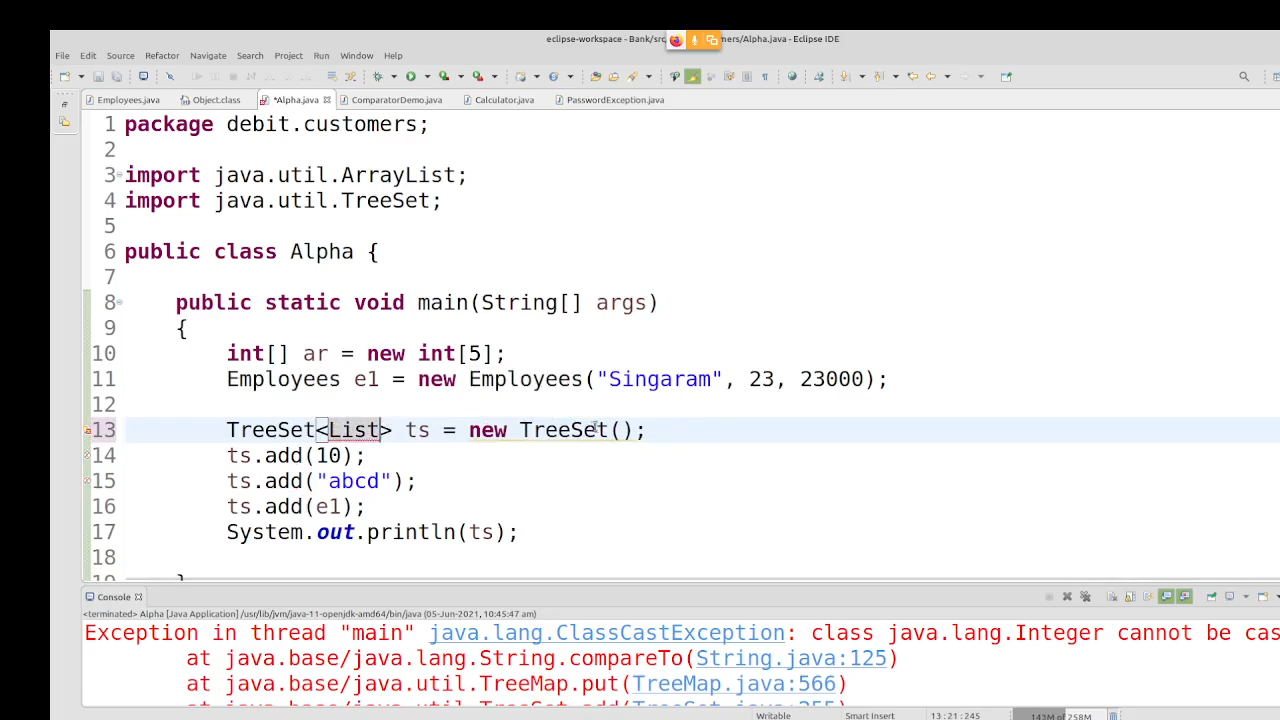 eclipse-workspace - Bank/src mers/Alpha.java - Eclipse IDE
File Edit Source Refactor Navigate Search Project Run Window Help
Employees.java Object.class *Alpha.java ComparatorDemo.java Calculator.java PasswordException.java
1 package debit.customers;
2
3 import java.util.ArrayList;
4 import java.util.TreeSet;
5
6 public class Alpha {
7
8 public static void main(String[] args)
9 {
10 int[] ar = new int[5];
11 Employees e1 = new Employees("Singaram", 23, 23000);
12
13 TreeSet<List> ts = new TreeSet();
14 ts.add(10);
15 ts.add("abcd");
16 ts.add(e1);
17 System.out.println(ts);
18
19 }
Console
<terminated> Alpha [Java Application] /usr/lib/jvm/java-11-openjdk-amd64/bin/java (05-Jun-2021, 10:45:47 am)
Exception in thread "main" java.lang.ClassCastException: class java.lang.Integer cannot be cas
at java.base/java.lang.String.compareTo(String.java:125)
at java.base/java.util.TreeMap.put(TreeMap.java:566)
Writable Smart Insert 13:21:245 143M of 258M